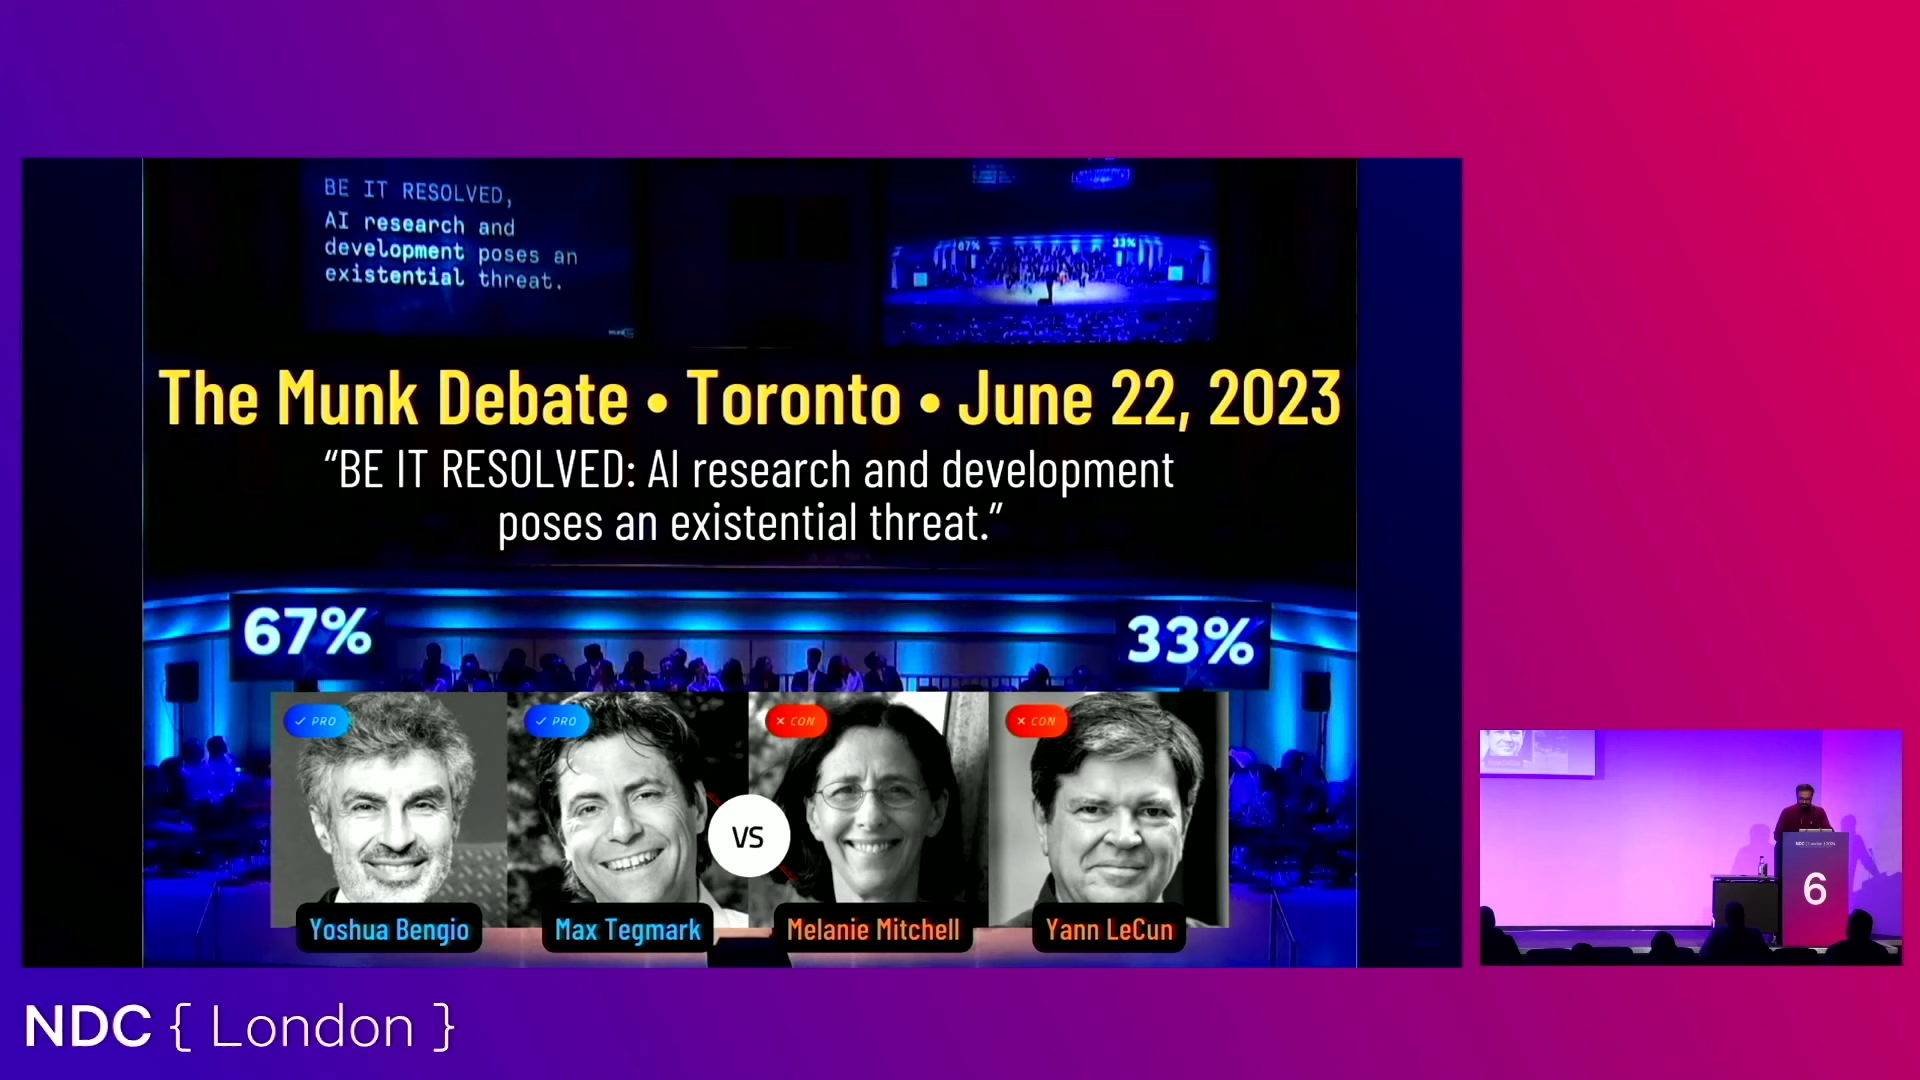 BE IT RESOLVED,
AI research and
development poses an
existential threat.
67%
33%
The Munk Debate • Toronto • June 22, 2023
“BE IT RESOLVED: AI research and development
poses an existential threat.”
67%
33%
✓ PRO
✓ PRO
✕ CON
✕ CON
VS
Yoshua Bengio
Max Tegmark
Melanie Mitchell
Yann LeCun
6
NDC { London }